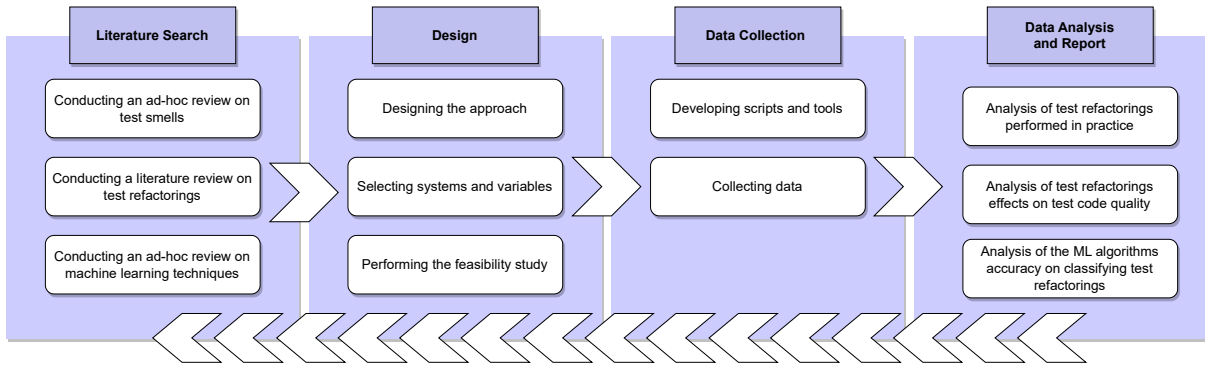 Literature Search
Conducting an ad-hoc review on
test smells
Conducting a literature review on
test refactorings
Conducting an ad-hoc review on
machine learning techniques
Design
Designing the approach
Selecting systems and variables
Performing the feasibility study
Data Collection
Developing scripts and tools
Collecting data
Data Analysis
and Report
Analysis of test refactorings
performed in practice
Analysis of test refactorings
effects on test code quality
Analysis of the ML algorithms
accuracy on classifying test
refactorings